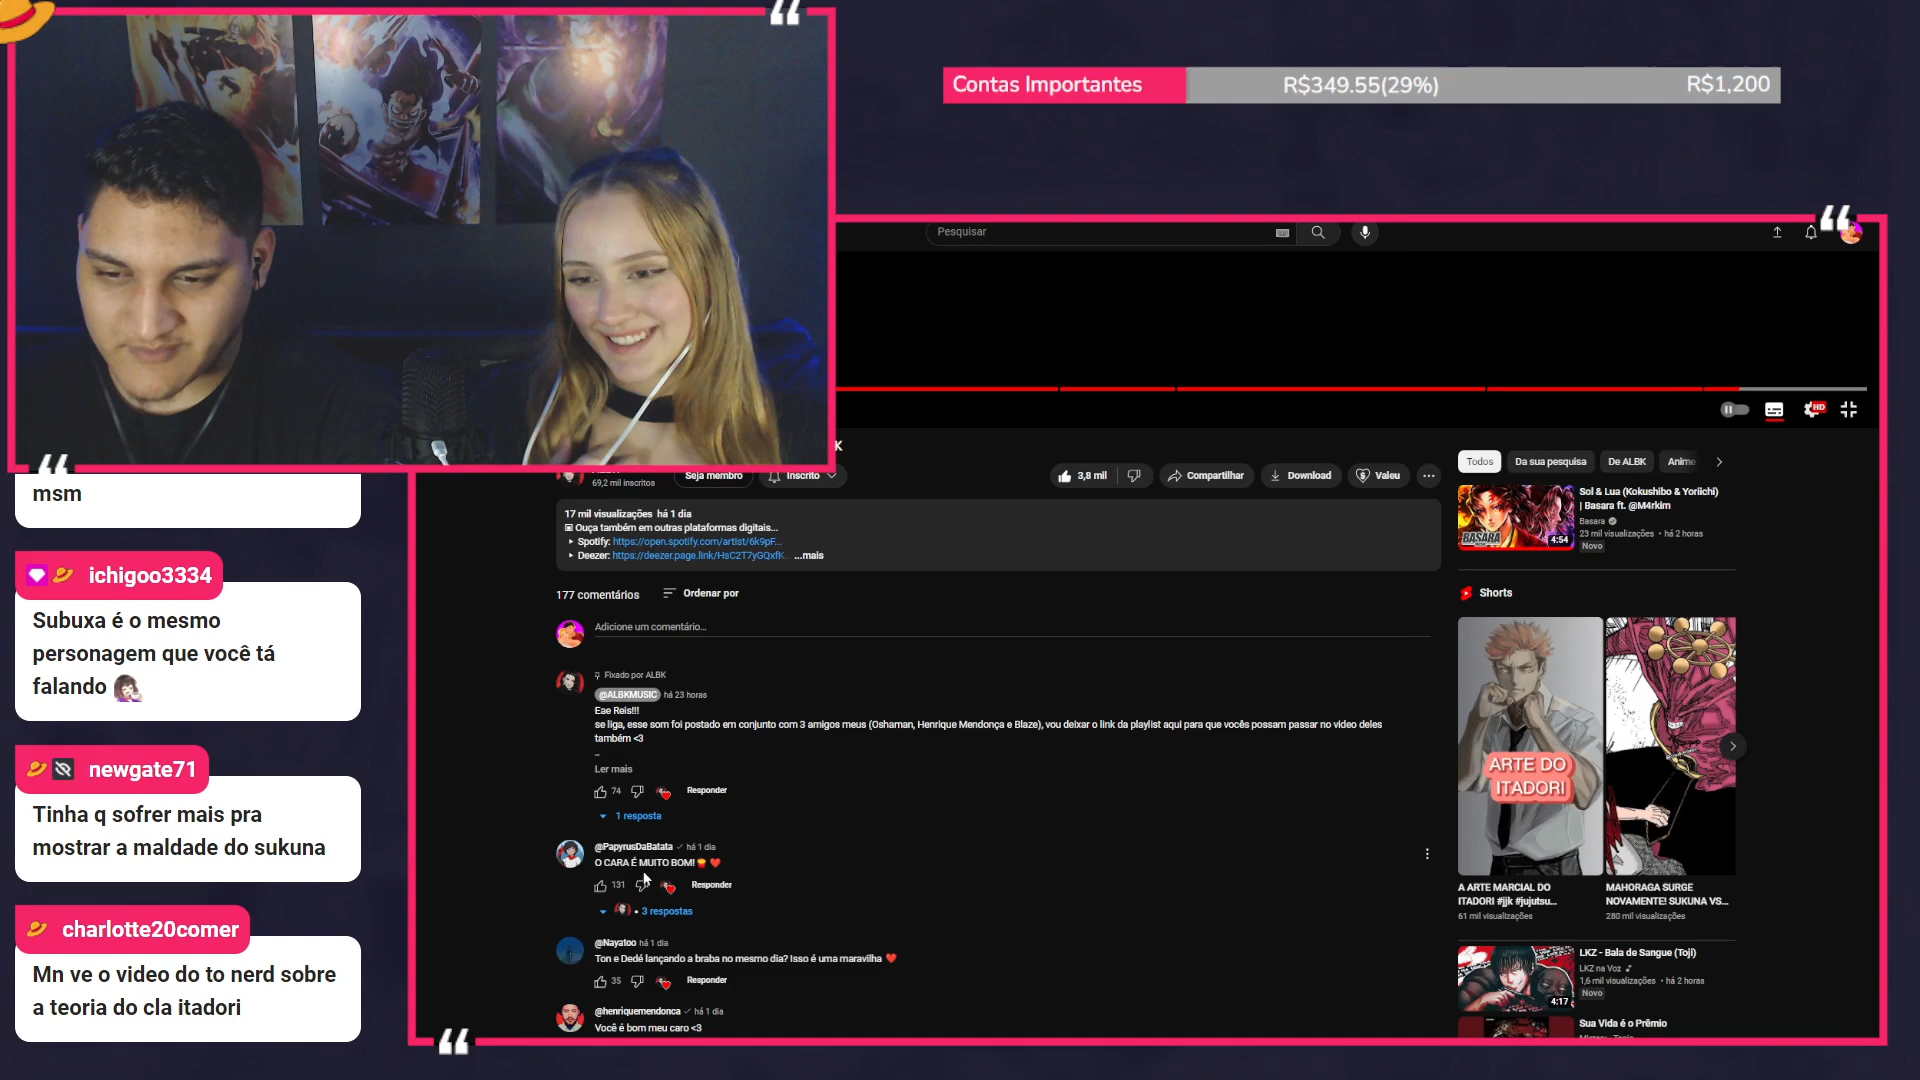 Contas Importantes
R$349.55(29%)
R$1,200
Pesquisar
HD
K
69,2 mil inscritos
Seja membro
Inscrito
3,8 mil
Compartilhar
Download
Valeu
17 mil visualizações há 1 dia
Ouça também em outras plataformas digitais...
Spotify: https://open.spotify.com/artist/6k9pF...
Deezer: https://deezer.page.link/HsC2T7yGQxfK... ...mais
177 comentários
Ordenar por
Adicione um comentário...
Fixado por ALBK
@ALBKMUSIC há 23 horas
Eae Reis!!!
se liga, esse som foi postado em conjunto com 3 amigos meus (Oshaman, Henrique Mendonça e Blaze), vou deixar o link da playlist aqui para que vocês possam passar no video deles
também <3
..
Ler mais
74
Responder
1 resposta
@PapyrusDaBatata há 1 dia
O CARA É MUITO BOM! 🍟 ❤️
131
Responder
• 3 respostas
@Nayatoo há 1 dia
Ton e Dedé lançando a braba no mesmo dia? Isso é uma maravilha ❤️
35
Responder
@henriquemendonca há 1 dia
Você é bom meu caro <3
Todos
Da sua pesquisa
De ALBK
Anime
Sol & Lua (Kokushibo & Yoriichi)
| Basara ft. @M4rkim
Basara
23 mil visualizações • há 2 horas
Novo
BASARA
4:54
Shorts
ARTE DO
ITADORI
A ARTE MARCIAL DO
ITADORI #jjk #jujutsu...
61 mil visualizações
MAHORAGA SURGE
NOVAMENTE! SUKUNA VS...
280 mil visualizações
LKZ - Bala de Sangue (Toji)
LKZ na Voz
1,6 mil visualizações • há 2 horas
Novo
4:17
Sua Vida é o Prêmio
msm
ichigoo3334
Subuxa é o mesmo
personagem que você tá
falando
newgate71
Tinha q sofrer mais pra
mostrar a maldade do sukuna
charlotte20comer
Mn ve o video do to nerd sobre
a teoria do cla itadori